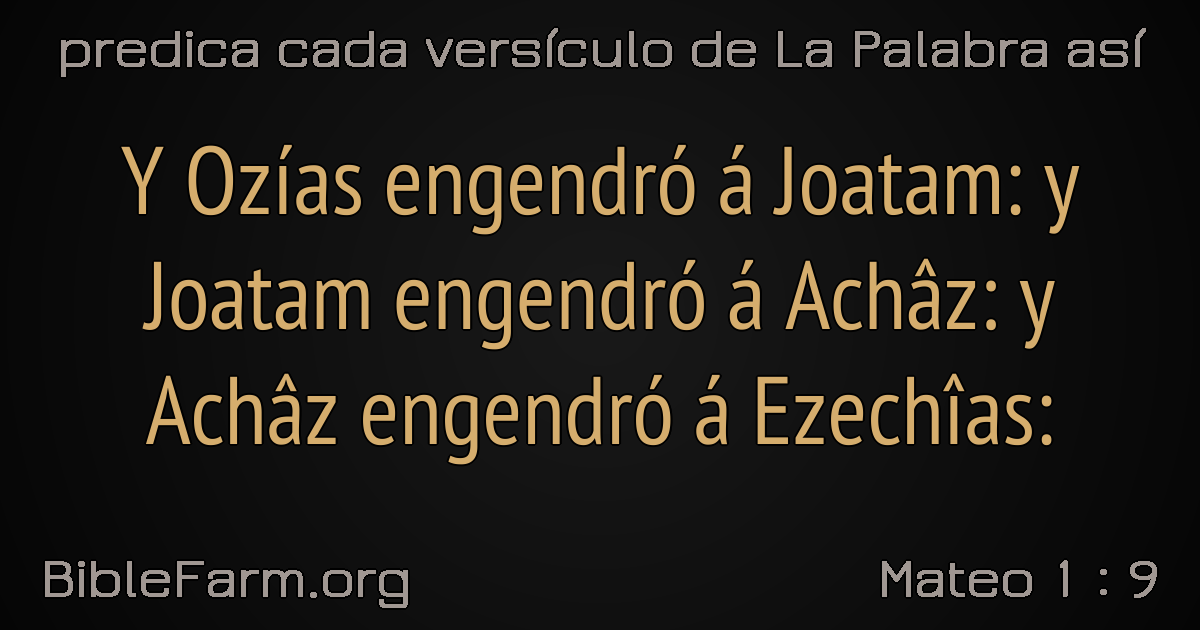 predica cada versículo de La Palabra así
Y Ozías engendró á Joatam: y
Joatam engendró á Achâz: y
Achâz engendró á Ezechîas:
BibleFarm.org
Mateo 1 : 9